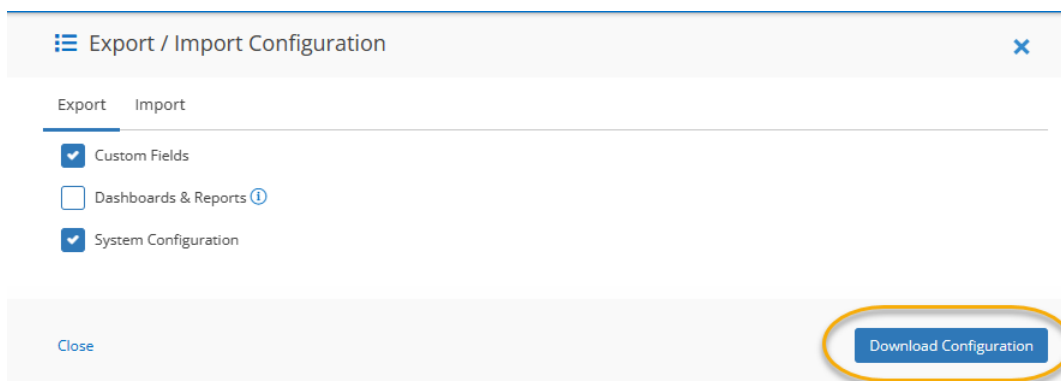 Export / Import Configuration
Export Import
Custom Fields
Dashboards & Reports
System Configuration
Close Download Configuration